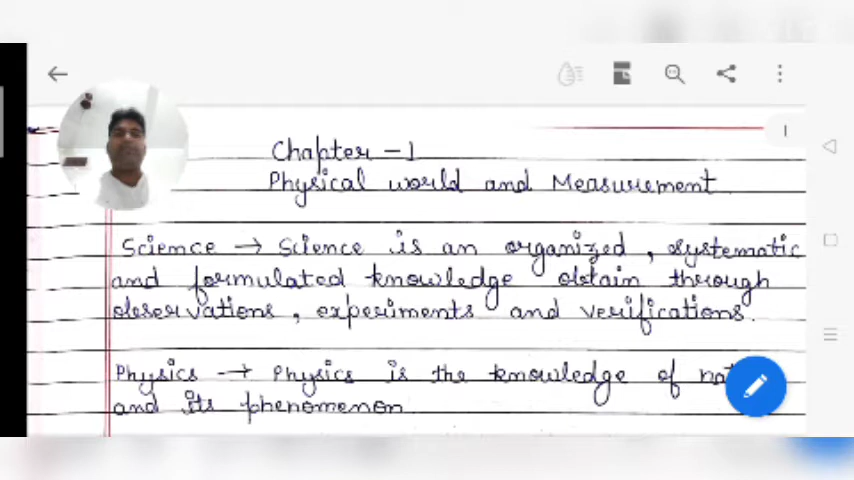 1
Chapter - 1
Physical world and Measurement
Science → Science is an organized, systematic
and formulated knowledge obtain through
observations, experiments and verifications.
Physics → Physics is the knowledge of
and its phenomenon